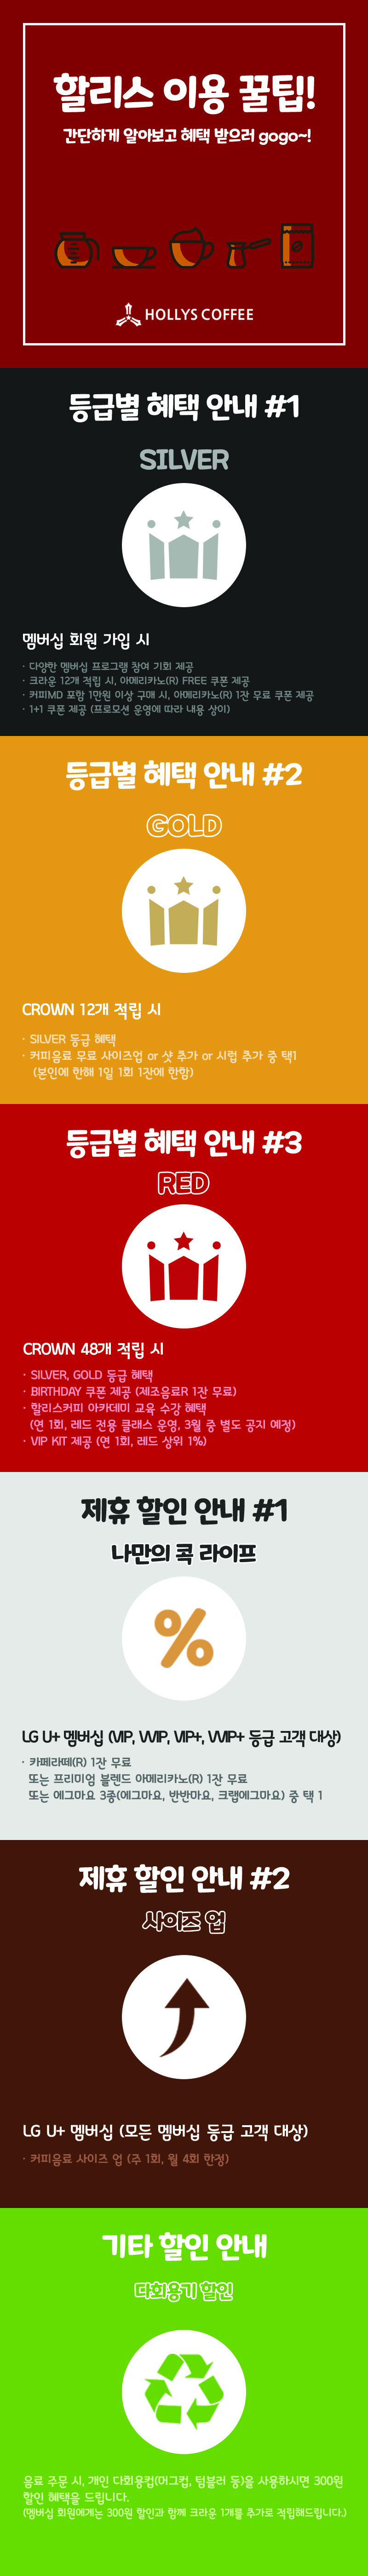 할리스 이용 꿀팁!
간단하게 알아보고 혜택 받으러 gogo~!
HOLLYS COFFEE
등급별 혜택 안내 #1
SILVER
멤버십 회원 가입 시
· 다양한 멤버십 프로그램 참여 기회 제공
· 크라운 12개 적립 시, 아메리카노(R) FREE 쿠폰 제공
· 커피MD 포함 1만원 이상 구매 시, 아메리카노(R) 1잔 무료 쿠폰 제공
· 1+1 쿠폰 제공 (프로모션 운영에 따라 내용 상이)
등급별 혜택 안내 #2
GOLD
CROWN 12개 적립 시
· SILVER 등급 혜택
· 커피음료 무료 사이즈업 or 샷 추가 or 시럽 추가 중 택1
(본인에 한해 1일 1회 1잔에 한함)
등급별 혜택 안내 #3
RED
CROWN 48개 적립 시
· SILVER, GOLD 등급 혜택
· BIRTHDAY 쿠폰 제공 (제조음료R 1잔 무료)
· 할리스커피 아카데미 교육 수강 혜택
(연 1회, 레드 전용 클래스 운영, 3월 중 별도 공지 예정)
· VIP KIT 제공 (연 1회, 레드 상위 1%)
제휴 할인 안내 #1
나만의 콕 라이프
%
LG U+ 멤버십 (VIP, VVIP, VIP+, VVIP+ 등급 고객 대상)
· 카페라떼(R) 1잔 무료
또는 프리미엄 블렌드 아메리카노(R) 1잔 무료
또는 에그마요 3종(에그마요, 반반마요, 크랩에그마요) 중 택 1
제휴 할인 안내 #2
사이즈 업
LG U+ 멤버십 (모든 멤버십 등급 고객 대상)
· 커피음료 사이즈 업 (주 1회, 월 4회 한정)
기타 할인 안내
다회용기 할인
음료 주문 시, 개인 다회용컵(머그컵, 텀블러 등)을 사용하시면 300원
할인 혜택을 드립니다.
(멤버십 회원에게는 300원 할인과 함께 크라운 1개를 추가로 적립해드립니다.)